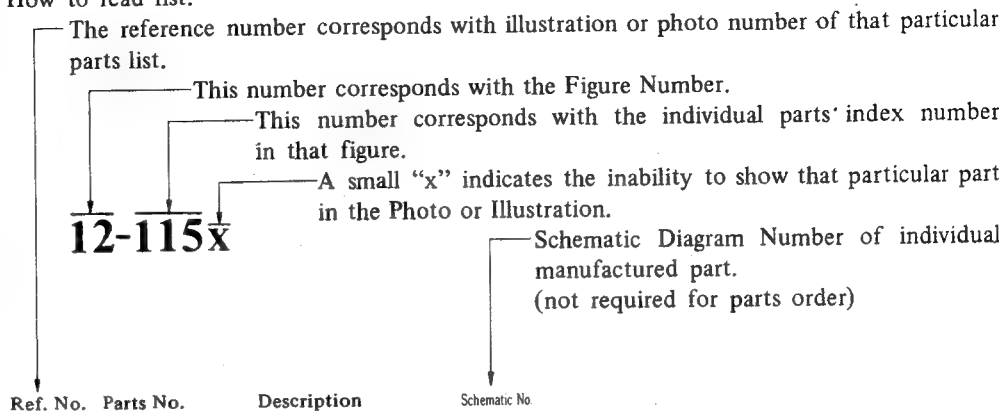 How to read list.
The reference number corresponds with illustration or photo number of that particular
parts list.
This number corresponds with the Figure Number.
This number corresponds with the individual parts' index number
in that figure.
A small “x” indicates the inability to show that particular part
in the Photo or Illustration.
12-115x
Schematic Diagram Number of individual
manufactured part.
(not required for parts order)
Ref. No. Parts No. Description Schematic No.